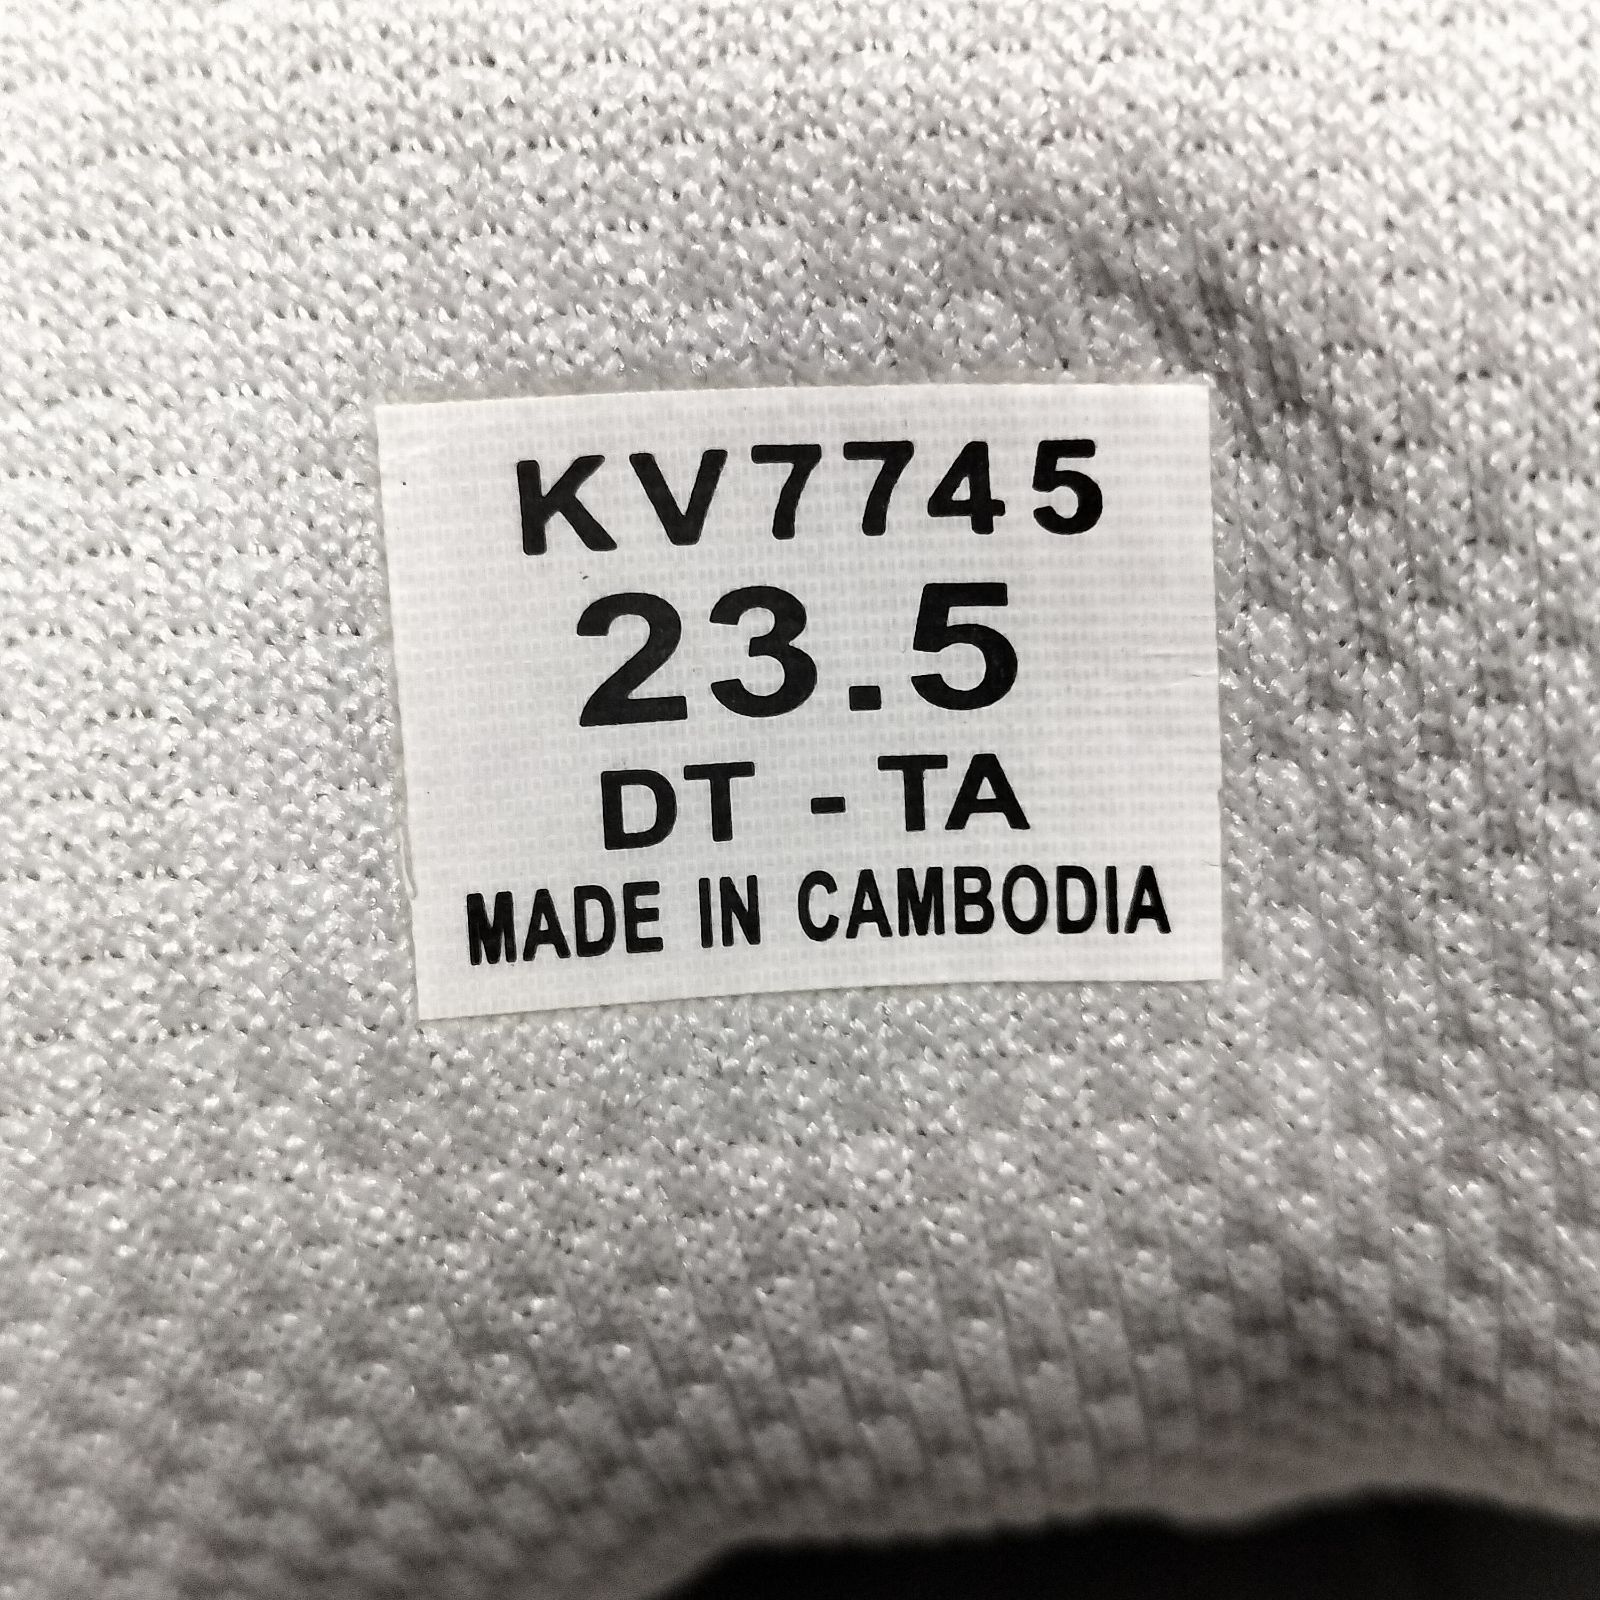 KV7745
23.5
DT - TA
MADE IN CAMBODIA